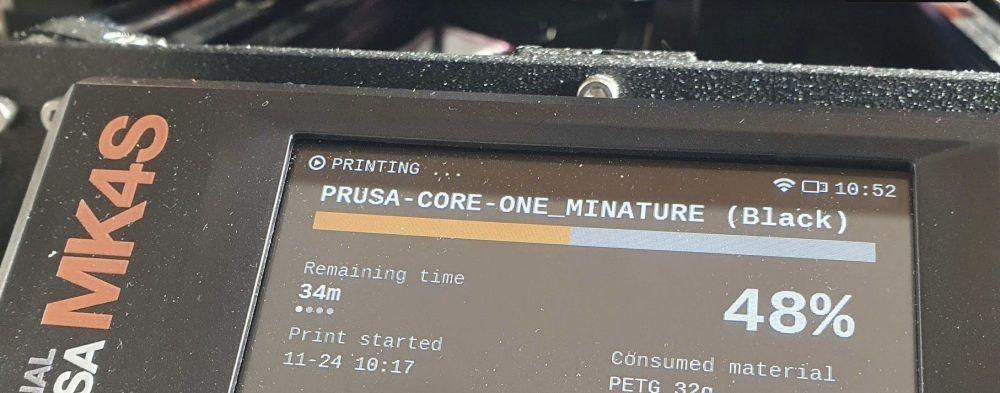 MK4S
PRINTING ....
10:52
PRUSA-CORE-ONE_MINATURE (Black)
Remaining time
34m
48%
Print started
11-24 10:17
Consumed material
PETG 32g